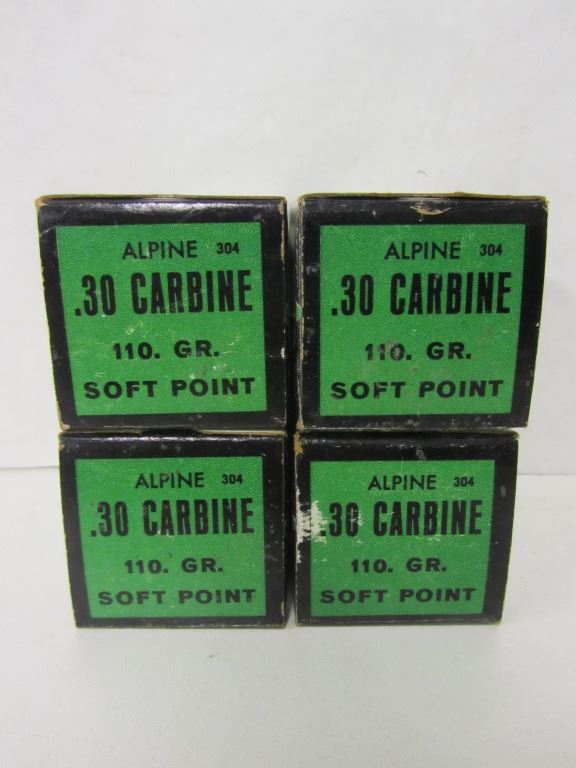 ALPINE 304
.30 CARBINE
110. GR.
SOFT POINT
ALPINE 304
.30 CARBINE
110. GR.
SOFT POINT
ALPINE 304
.30 CARBINE
110. GR.
SOFT POINT
ALPINE 304
.30 CARBINE
110. GR.
SOFT POINT